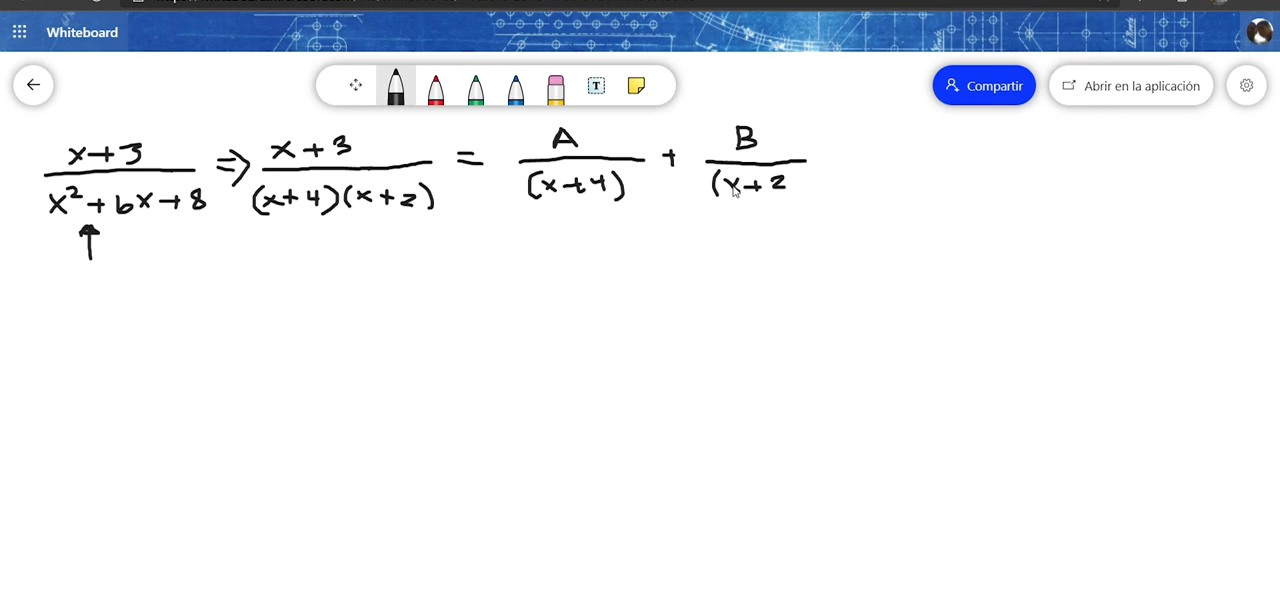 Whiteboard
T
Compartir
Abrir en la aplicación
x+3 / x² + 6x + 8 => x + 3 / (x+4)(x+2) = A / (x+4) + B / (x+2